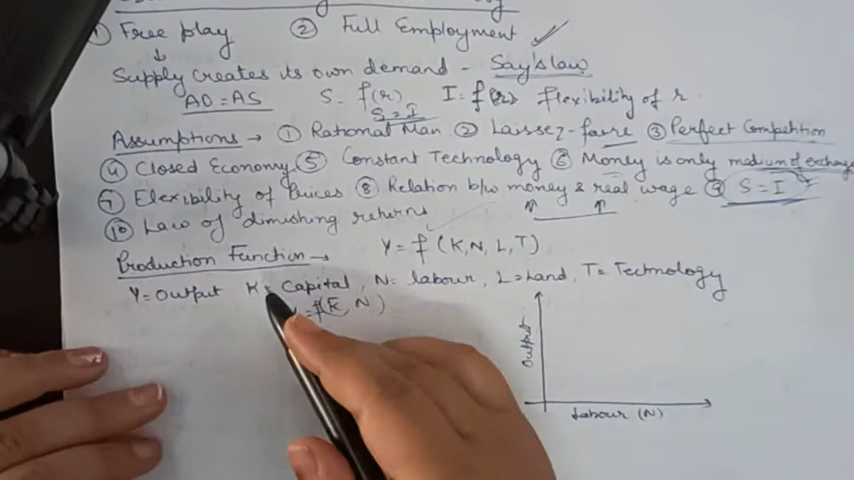 ① Free play ② Full Employment ✓
↓
Supply creates its own demand - Say's law
AD = AS S = f(r) I = f(r) flexibility of r
S = I
Assumptions → ① Rational Man ② Laissez-faire ③ Perfect Competition
④ Closed Economy ⑤ Constant Technology ⑥ Money is only medium of exchange
⑦ Flexibility of Prices ⑧ Relation b/w money & real wage ⑨ S = I
⑩ Law of diminishing returns
Production Function → Y = f (K, N, L, T)
Y = Output K = Capital, N = labour, L = Land, T = Technology
= f(K̄, N)
Output
Labour (N)